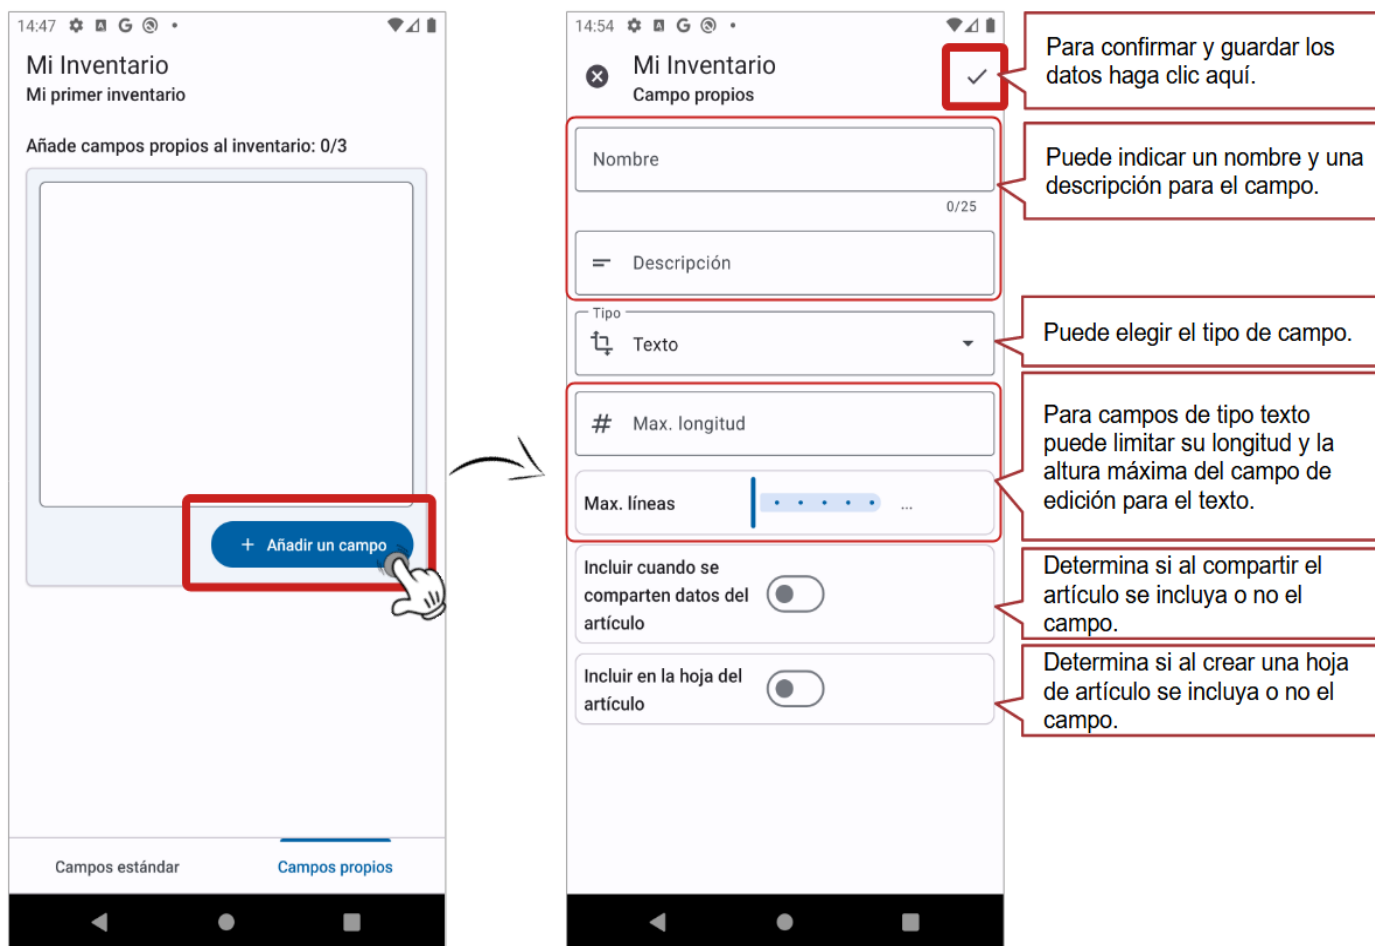 14:47
Mi Inventario
Mi primer inventario
Añade campos propios al inventario: 0/3
+ Añadir un campo
Campos estándar
Campos propios
14:54
Mi Inventario
Campo propios
Nombre
0/25
Descripción
Tipo
Texto
# Max. longitud
Max. líneas
...
Incluir cuando se
comparten datos del
artículo
Incluir en la hoja del
artículo
Para confirmar y guardar los
datos haga clic aquí.
Puede indicar un nombre y una
descripción para el campo.
Puede elegir el tipo de campo.
Para campos de tipo texto
puede limitar su longitud y la
altura máxima del campo de
edición para el texto.
Determina si al compartir el
artículo se incluya o no el
campo.
Determina si al crear una hoja
de artículo se incluya o no el
campo.